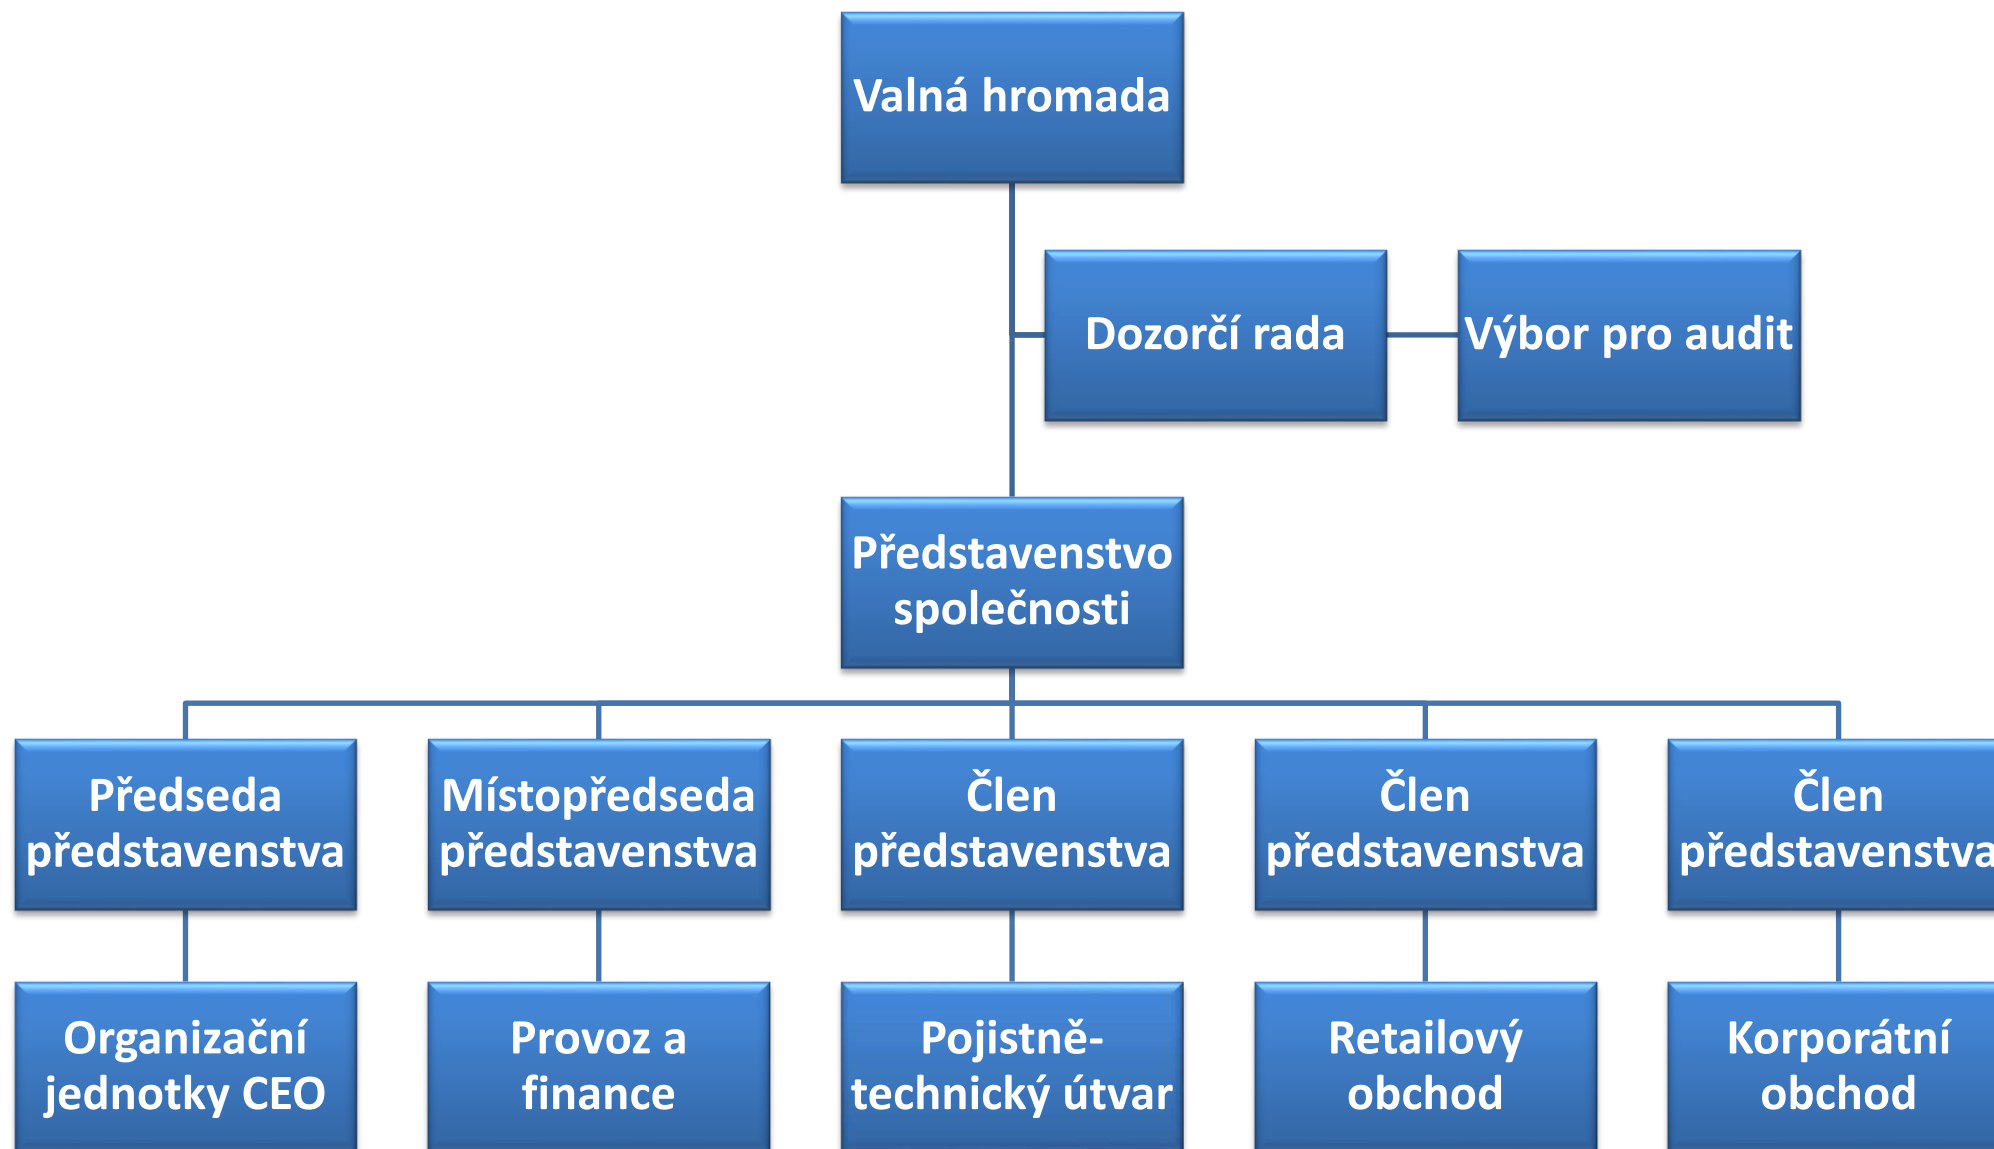 Valná hromada
Dozorčí rada
Výbor pro audit
Představenstvo
společnosti
Předseda
představenstva
Místopředseda
představenstva
Člen
představenstva
Člen
představenstva
Člen
představenstva
Organizační
jednotky CEO
Provoz a
finance
Pojistně-
technický útvar
Retailový
obchod
Korporátní
obchod